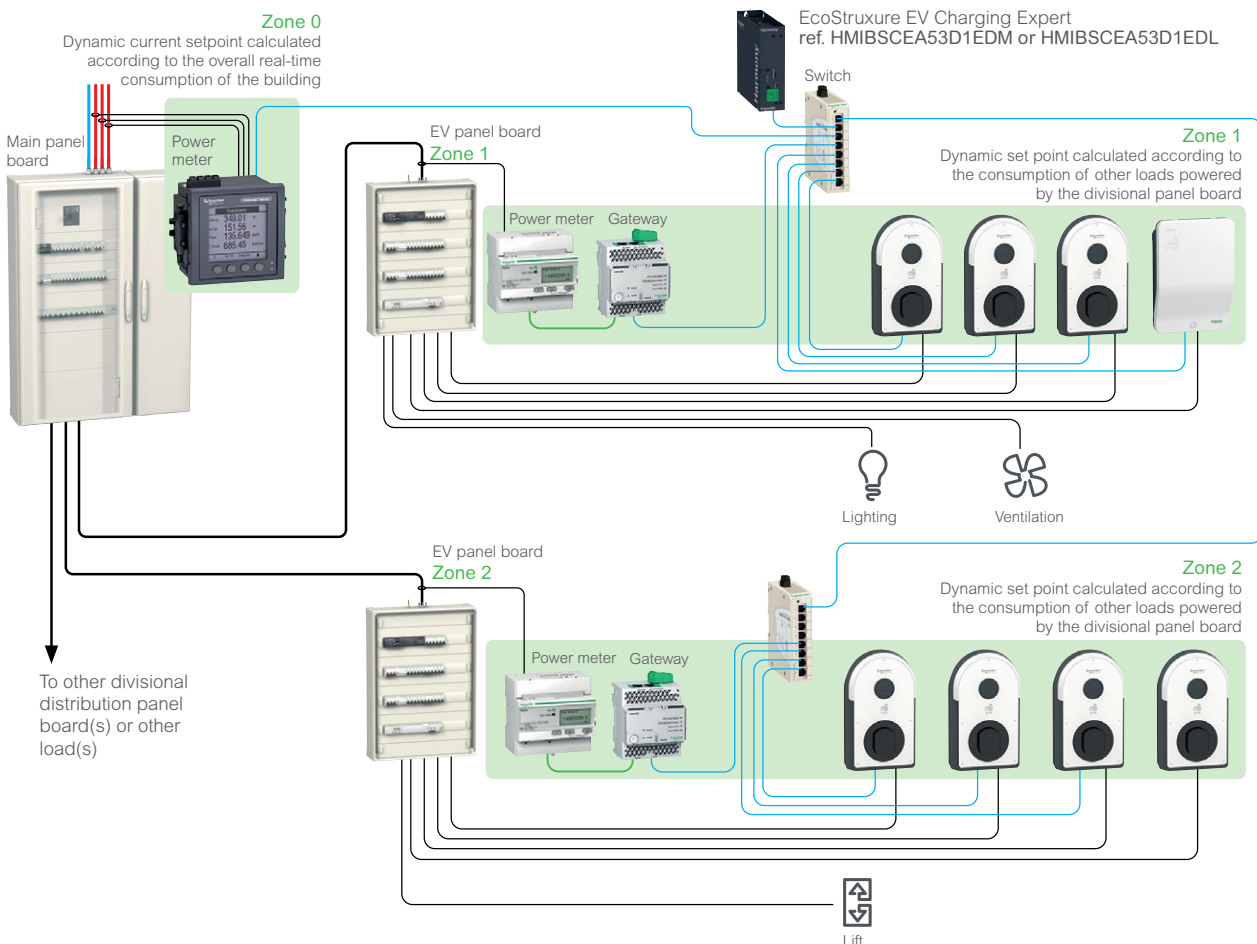 Zone 0
Dynamic current setpoint calculated
according to the overall real-time
consumption of the building
EcoStruxure EV Charging Expert
ref. HMIBSCEA53D1EDM or HMIBSCEA53D1EDL
Switch
Harmony
Main panel
board
Power
meter
348.01
151.56
135.649
685.45
EV panel board
Zone 1
Power meter
Gateway
Zone 1
Dynamic set point calculated according to
the consumption of other loads powered
by the divisional panel board
Lighting
Ventilation
EV panel board
Zone 2
Power meter
Gateway
Zone 2
Dynamic set point calculated according to
the consumption of other loads powered
by the divisional panel board
To other divisional
distribution panel
board(s) or other
load(s)
Lift